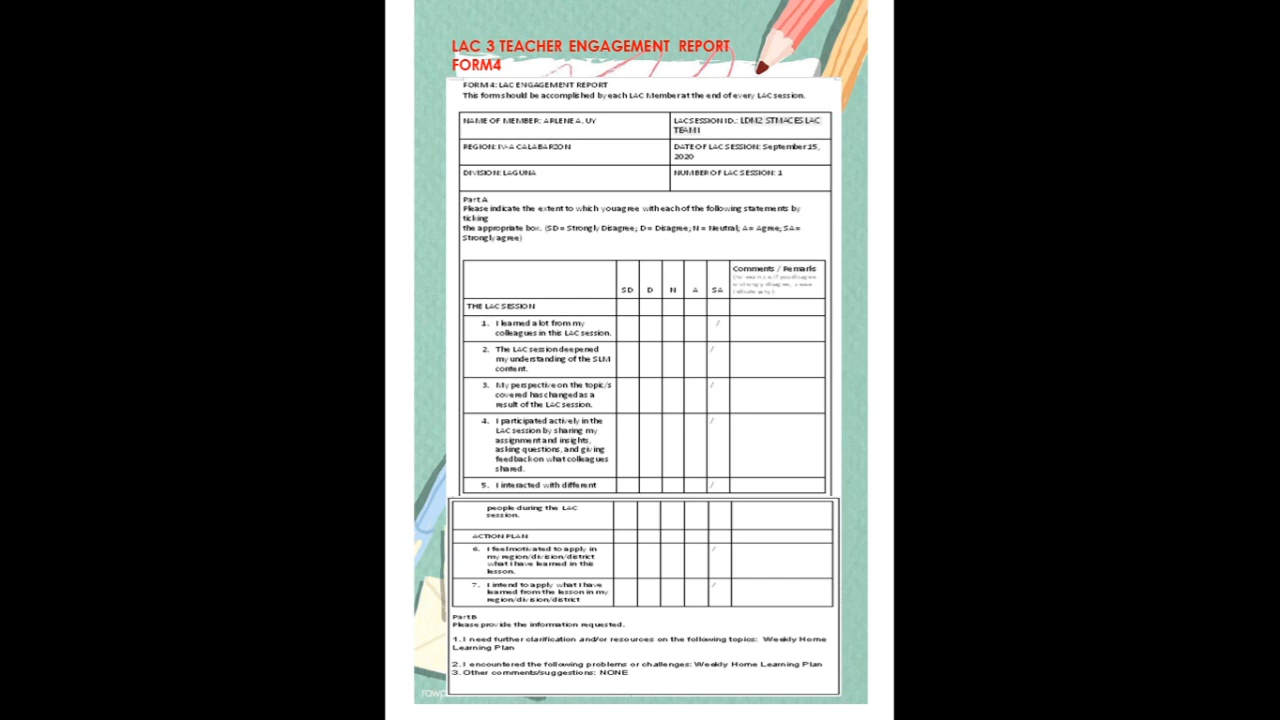 LAC 3 TEACHER ENGAGEMENT REPORT
FORM4
FORM 4: LAC ENGAGEMENT REPORT
This form should be accomplished by each LAC Member at the end of every LAC session.
NAME OF MEMBER: ARLENE A. UY
LAC SESSION ID.: LDM2 STMACES LAC
TEAM1
REGION: IV-A CALABARZON
DATE OF LAC SESSION: September 15,
2020
DIVISION: LAGUNA
NUMBER OF LAC SESSION: 1
Part A
Please indicate the extent to which you agree with each of the following statements by
ticking
the appropriate box. (SD = Strongly Disagree; D = Disagree; N = Neutral; A = Agree; SA =
Strongly agree)
SD D N A SA
Comments / Remarks
THE LAC SESSION
1. I learned a lot from my
colleagues in this LAC session.
/
2. The LAC session deepened
my understanding of the SLM
content.
/
3. My perspective on the topic/s
covered has changed as a
result of the LAC session.
/
4. I participated actively in the
LAC session by sharing my
assignment and insights,
asking questions, and giving
feedback on what colleagues
shared.
/
5. I interacted with different
/
people during the LAC
session.
ACTION PLAN
6. I feel motivated to apply in
my region/division/district
what I have learned in this
lesson.
/
7. I intend to apply what I have
learned from the lesson in my
region/division/district
/
Part B
Please provide the information requested.
1. I need further clarification and/or resources on the following topics: Weekly Home
Learning Plan
2. I encountered the following problems or challenges: Weekly Home Learning Plan
3. Other comments/suggestions: NONE